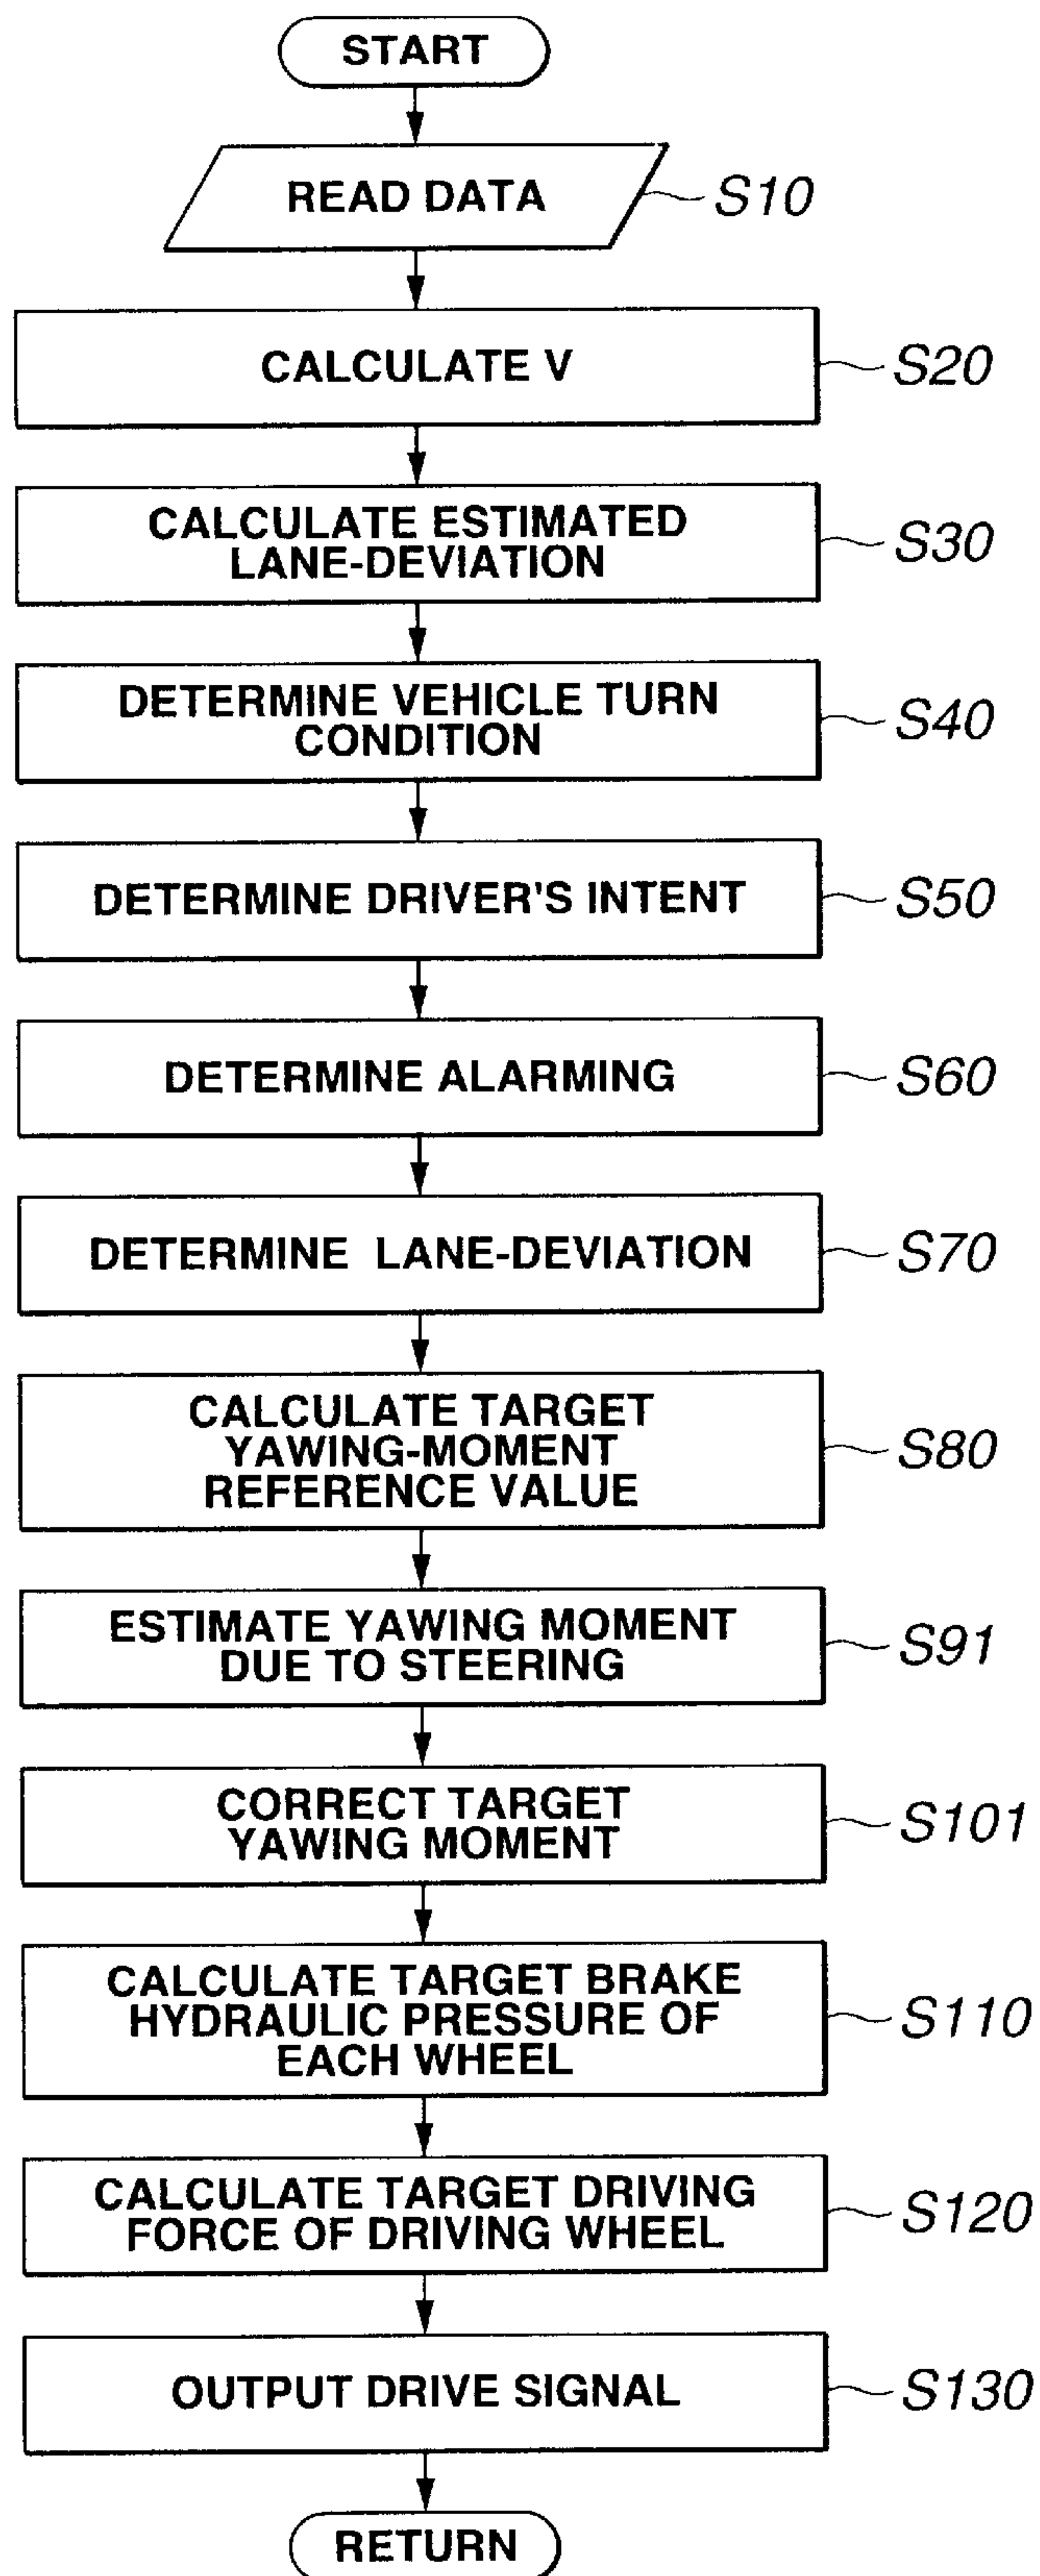 START
READ DATA
S10
CALCULATE V
S20
CALCULATE ESTIMATED
LANE-DEVIATION
S30
DETERMINE VEHICLE TURN
CONDITION
S40
DETERMINE DRIVER'S INTENT
S50
DETERMINE ALARMING
S60
DETERMINE LANE-DEVIATION
S70
CALCULATE TARGET
YAWING-MOMENT
REFERENCE VALUE
S80
ESTIMATE YAWING MOMENT
DUE TO STEERING
S91
CORRECT TARGET
YAWING MOMENT
S101
CALCULATE TARGET BRAKE
HYDRAULIC PRESSURE OF
EACH WHEEL
S110
CALCULATE TARGET DRIVING
FORCE OF DRIVING WHEEL
S120
OUTPUT DRIVE SIGNAL
S130
RETURN